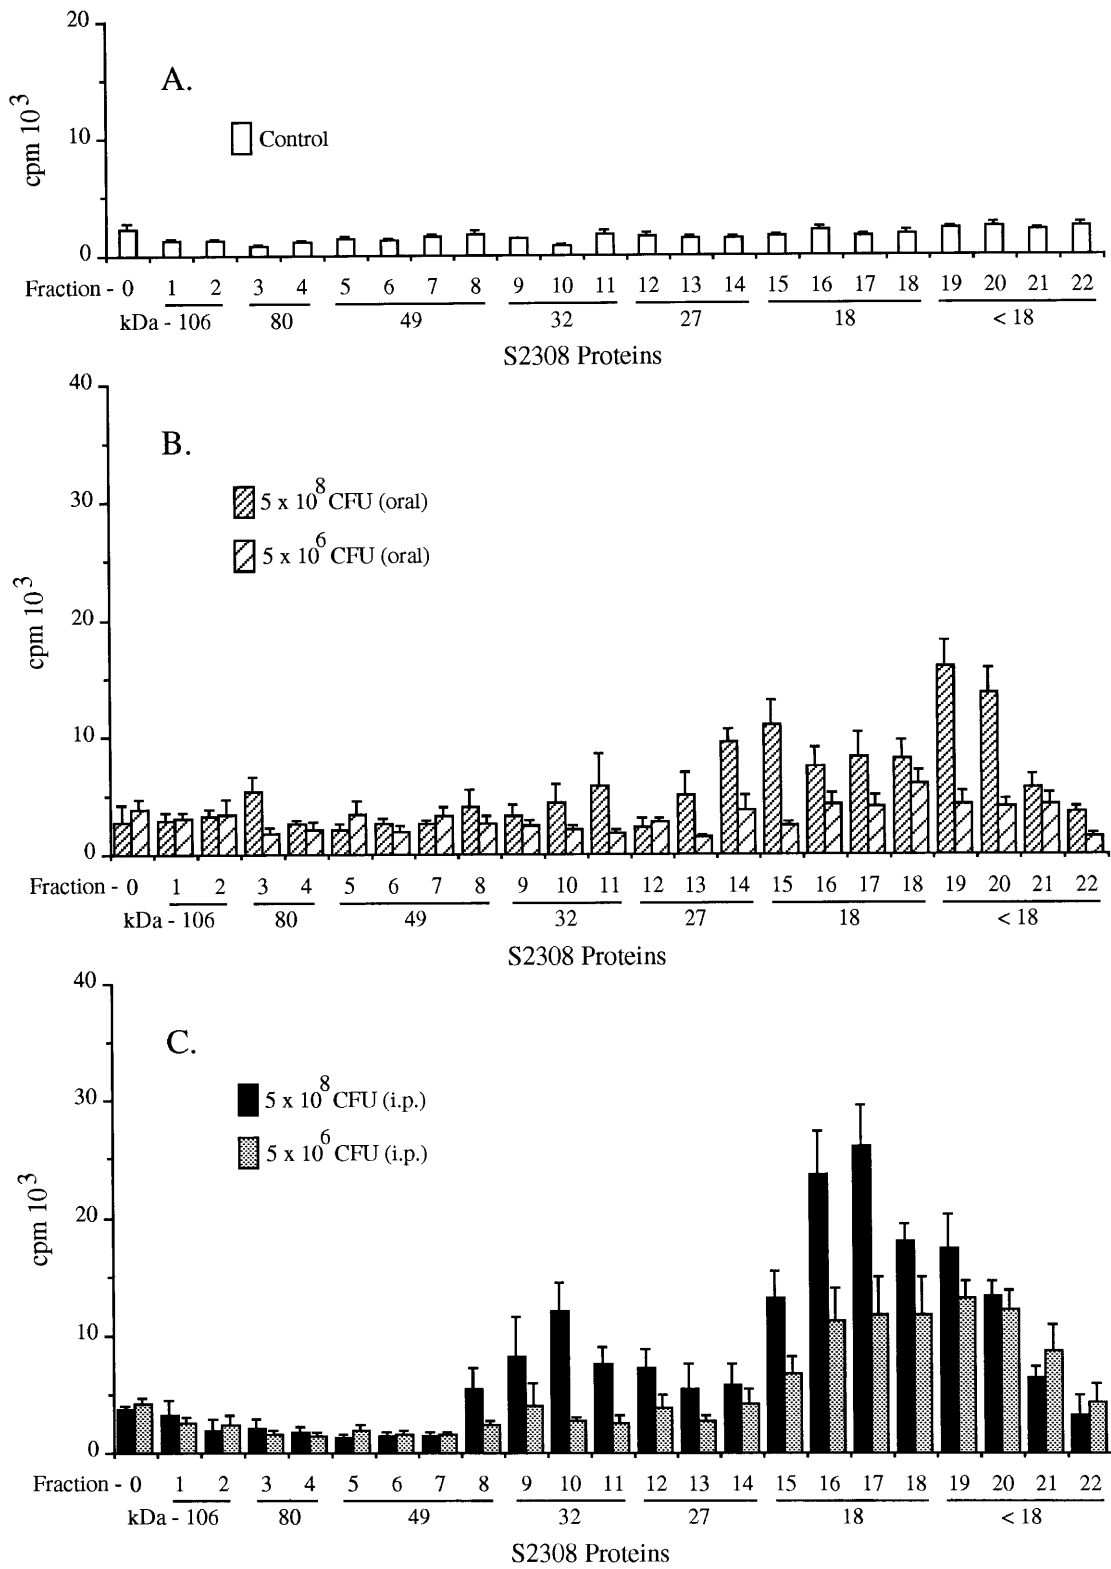 20
A.
cpm 10³
10
Control
0
Fraction - 0 1 2 3 4 5 6 7 8 9 10 11 12 13 14 15 16 17 18 19 20 21 22
kDa - 106 80 49 32 27 18 < 18
S2308 Proteins
40
B.
30
5 x 10⁸ CFU (oral)
5 x 10⁶ CFU (oral)
cpm 10³
20
10
0
Fraction - 0 1 2 3 4 5 6 7 8 9 10 11 12 13 14 15 16 17 18 19 20 21 22
kDa - 106 80 49 32 27 18 < 18
S2308 Proteins
40
C.
30
5 x 10⁸ CFU (i.p.)
5 x 10⁶ CFU (i.p.)
cpm 10³
20
10
0
Fraction - 0 1 2 3 4 5 6 7 8 9 10 11 12 13 14 15 16 17 18 19 20 21 22
kDa - 106 80 49 32 27 18 < 18
S2308 Proteins